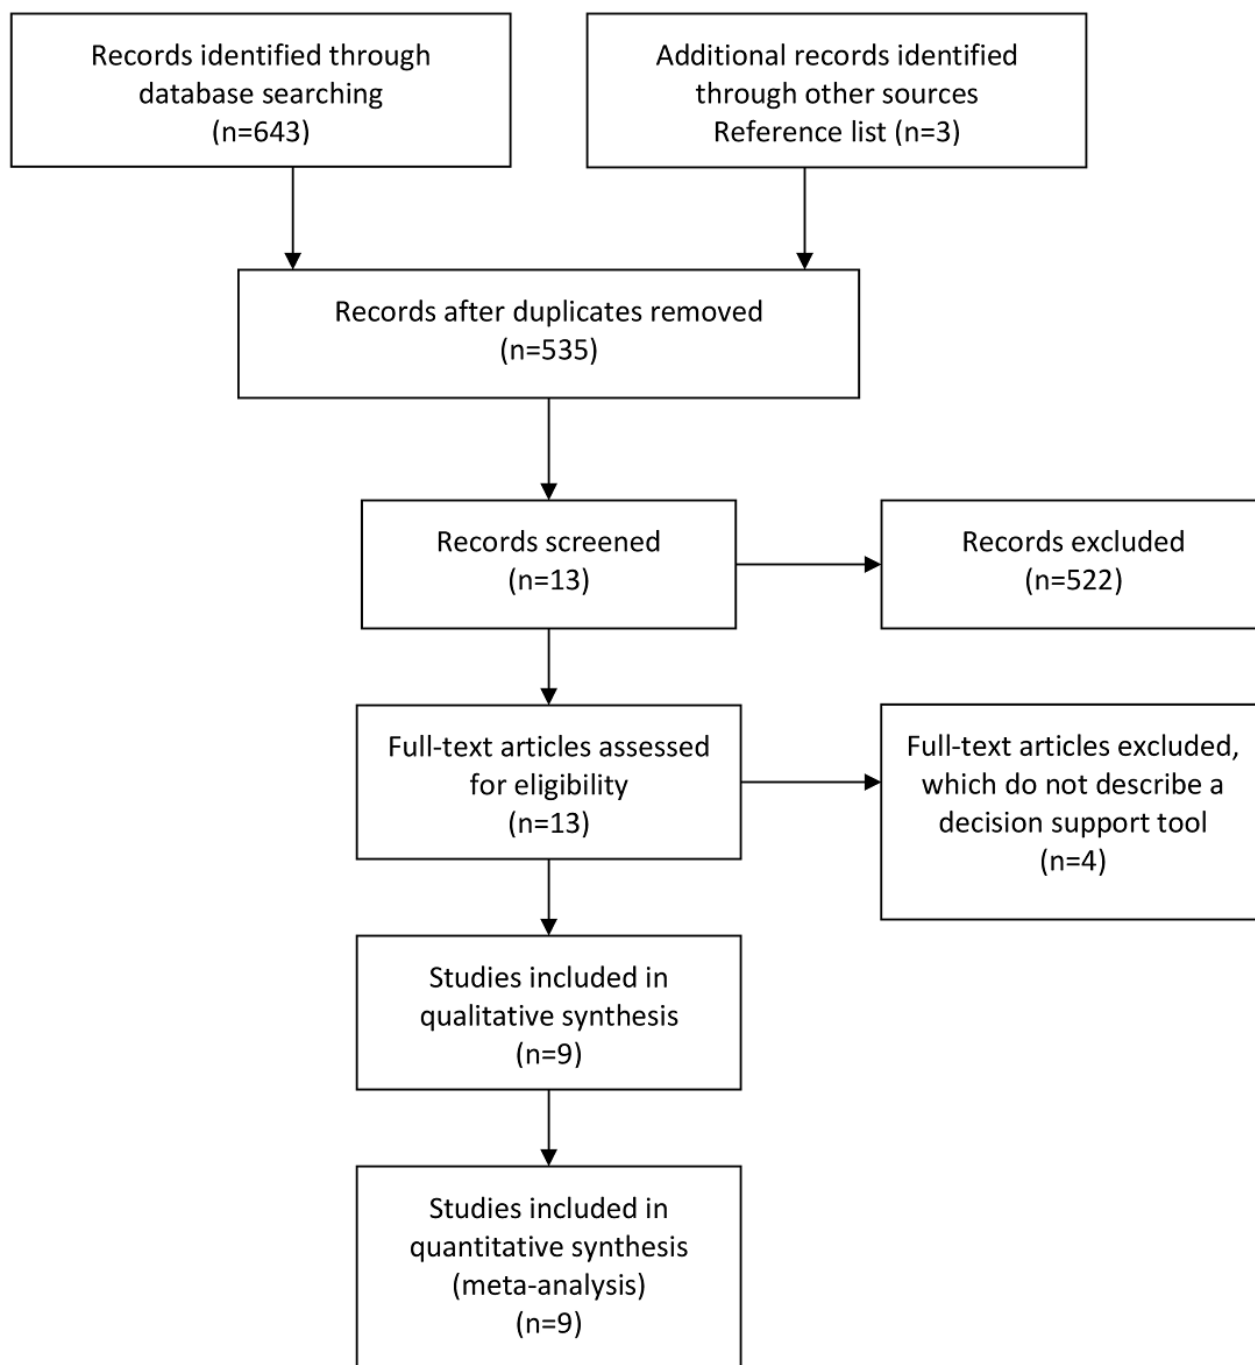 Records identified through
database searching
(n=643)
Additional records identified
through other sources
Reference list (n=3)
Records after duplicates removed
(n=535)
Records screened
(n=13)
Records excluded
(n=522)
Full-text articles assessed
for eligibility
(n=13)
Full-text articles excluded,
which do not describe a
decision support tool
(n=4)
Studies included in
qualitative synthesis
(n=9)
Studies included in
quantitative synthesis
(meta-analysis)
(n=9)